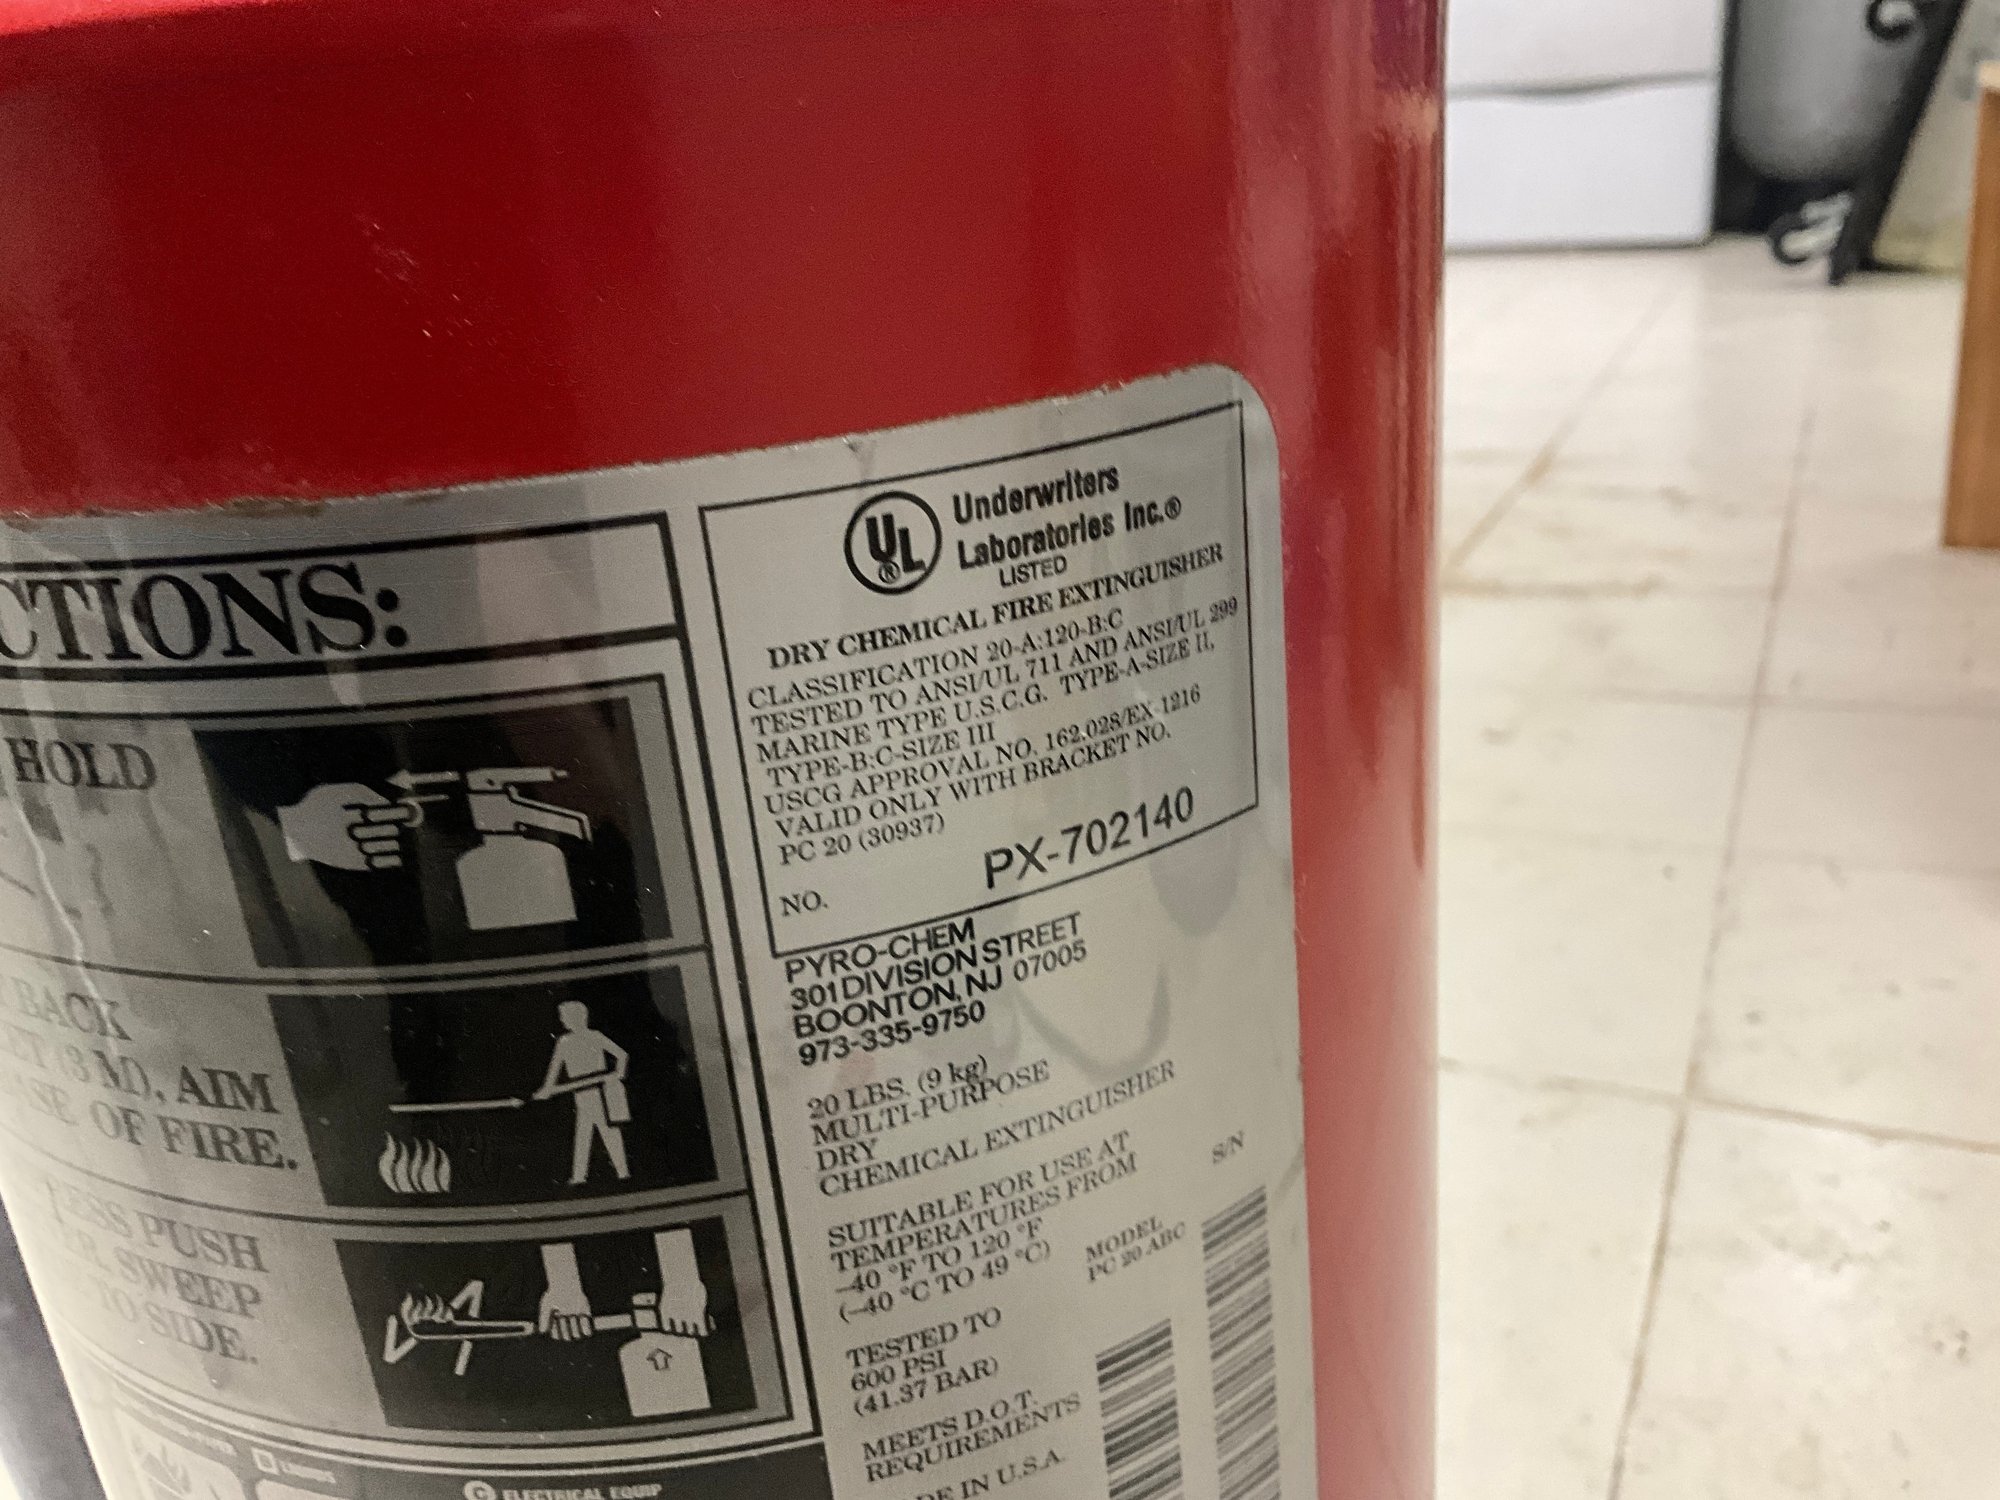 CTIONS:
HOLD
BACK
(3 M), AIM
OF FIRE.
PUSH
SWEEP
TO SIDE.
ELECTRICAL EQUIP
UL
®
Underwriters
Laboratories Inc.®
LISTED
DRY CHEMICAL FIRE EXTINGUISHER
CLASSIFICATION 20-A:120-B:C
TESTED TO ANSI/UL 711 AND ANSI/UL 299
MARINE TYPE U.S.C.G. TYPE-A-SIZE II,
TYPE-B:C-SIZE III
USCG APPROVAL NO. 162.028/EX-1216
VALID ONLY WITH BRACKET NO.
PC 20 (30937)
NO. PX-702140
PYRO-CHEM
301 DIVISION STREET
BOONTON, NJ 07005
973-335-9750
20 LBS. (9 kg)
MULTI-PURPOSE
DRY
CHEMICAL EXTINGUISHER
SUITABLE FOR USE AT
TEMPERATURES FROM
–40 °F TO 120 °F
(–40 °C TO 49 °C)
TESTED TO
600 PSI
(41.37 BAR)
MEETS D.O.T.
REQUIREMENTS
IN U.S.A.
MODEL
PC 20 ABC
S/N